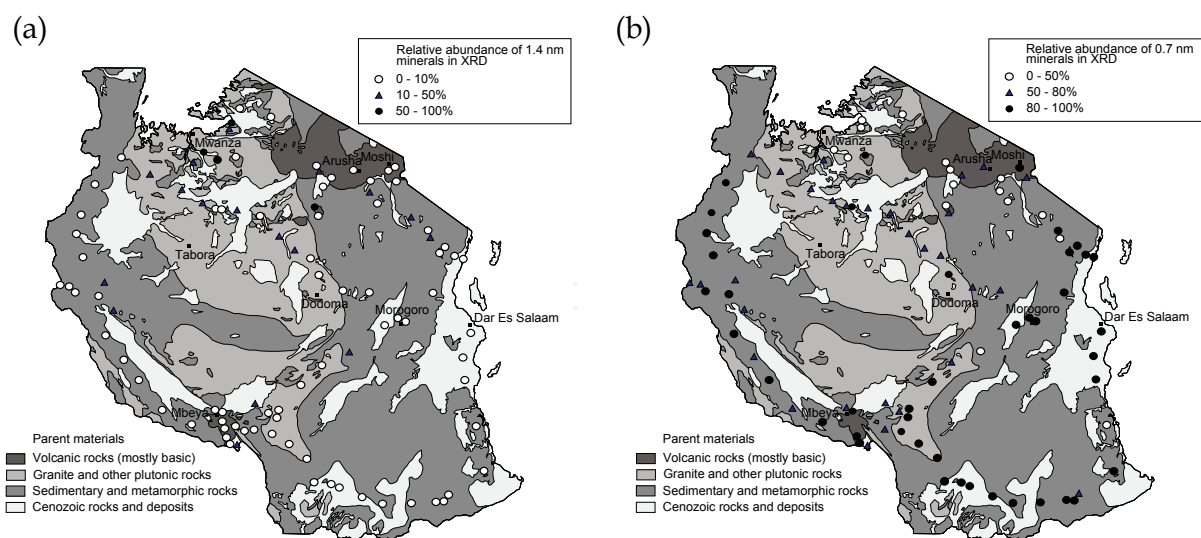 (a)
Relative abundance of 1.4 nm
minerals in XRD
0 - 10%
10 - 50%
50 - 100%
Mwanza
Arusha
Moshi
Tabora
Dodoma
Morogoro
Dar Es Salaam
Mbeya
Parent materials
Volcanic rocks (mostly basic)
Granite and other plutonic rocks
Sedimentary and metamorphic rocks
Cenozoic rocks and deposits
(b)
Relative abundance of 0.7 nm
minerals in XRD
0 - 50%
50 - 80%
80 - 100%
Mwanza
Arusha
Moshi
Tabora
Dodoma
Morogoro
Dar Es Salaam
Mbeya
Parent materials
Volcanic rocks (mostly basic)
Granite and other plutonic rocks
Sedimentary and metamorphic rocks
Cenozoic rocks and deposits